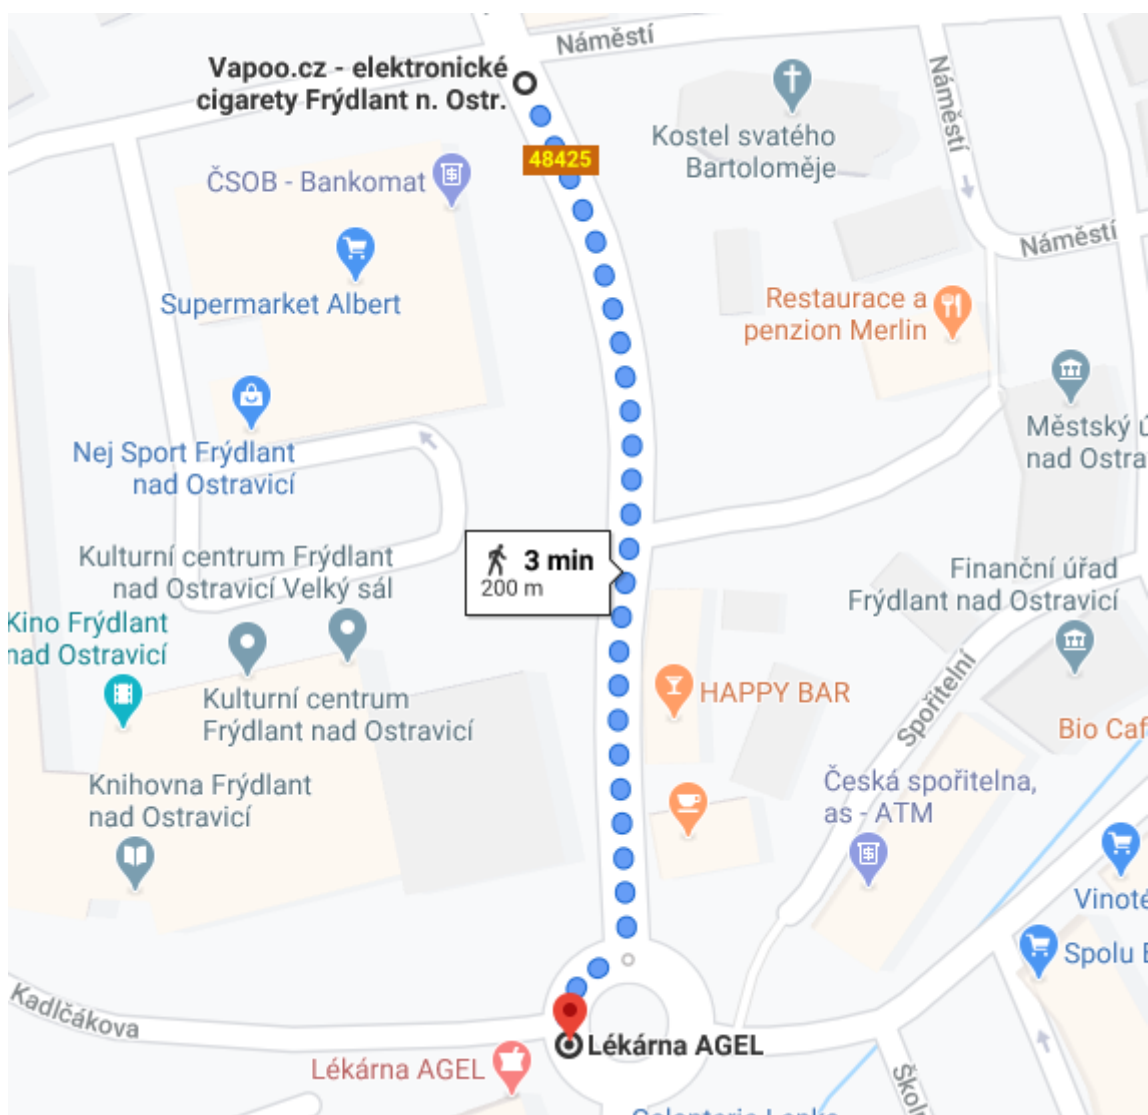 Náměstí
Vapoo.cz - elektronické
cigarety Frýdlant n. Ostr.
Náměstí
48425
Kostel svatého
Bartoloměje
ČSOB - Bankomat
Náměstí
Supermarket Albert
Restaurace a
penzion Merlin
Městský
nad Ostra
Nej Sport Frýdlant
nad Ostravicí
3 min
200 m
Kulturní centrum Frýdlant
nad Ostravicí Velký sál
Finanční úřad
Frýdlant nad Ostravicí
Kino Frýdlant
nad Ostravicí
Spořitelní
HAPPY BAR
Kulturní centrum
Frýdlant nad Ostravicí
Bio Caf
Knihovna Frýdlant
nad Ostravicí
Česká spořitelna,
as - ATM
Vinoté
Spolu
Kadlčákova
Lékárna AGEL
Lékárna AGEL